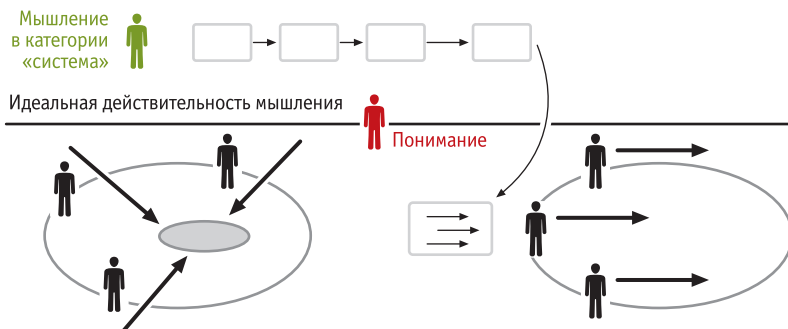 Мышление
в категории
«система»
Идеальная действительность мышления
Понимание